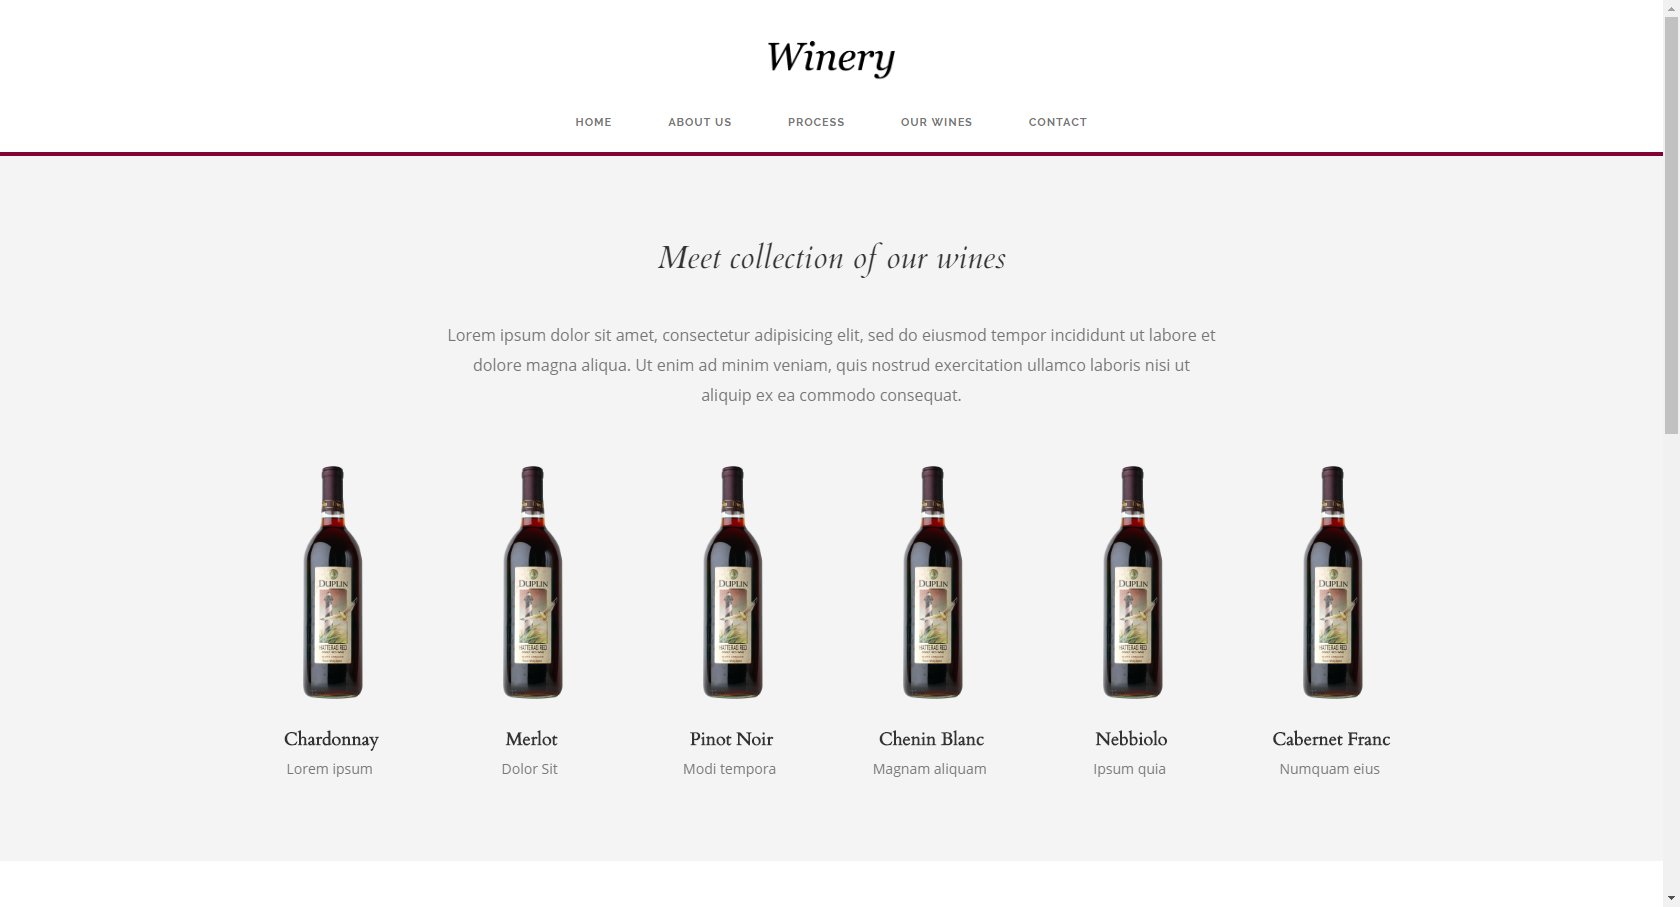 Winery
HOME ABOUT US PROCESS OUR WINES CONTACT
Meet collection of our wines
Lorem ipsum dolor sit amet, consectetur adipisicing elit, sed do eiusmod tempor incididunt ut labore et
dolore magna aliqua. Ut enim ad minim veniam, quis nostrud exercitation ullamco laboris nisi ut
aliquip ex ea commodo consequat.
DUPLIN DUPLIN DUPLIN DUPLIN DUPLIN DUPLIN
HATTERAS RED HATTERAS RED HATTERAS RED HATTERAS RED HATTERAS RED HATTERAS RED
Chardonnay Merlot Pinot Noir Chenin Blanc Nebbiolo Cabernet Franc
Lorem ipsum Dolor Sit Modi tempora Magnam aliquam Ipsum quia Numquam eius